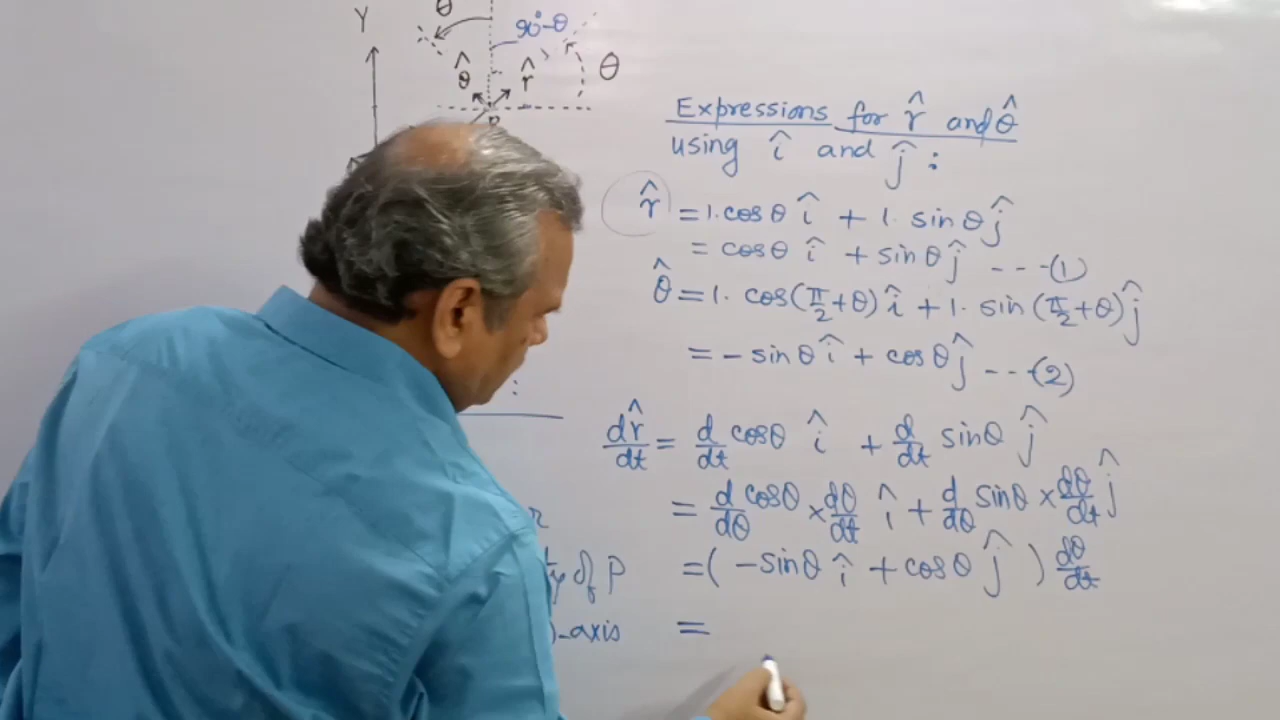 θ
90°-θ
Y
θ̂
r̂
θ
Expressions for r̂ and θ̂
using î and ĵ :
r̂ = 1. cosθ î + 1. sinθ ĵ
= cosθ î + sinθ ĵ ---(1)
θ̂ = 1. cos(π/2+θ) î + 1. sin(π/2+θ) ĵ
= - sinθ î + cosθ ĵ ---(2)
dr̂/dt = d/dt cosθ î + d/dt sinθ ĵ
= d/dθ cosθ × dθ/dt î + d/dθ sinθ × dθ/dt ĵ
of P
= ( -sinθ î + cosθ ĵ ) dθ/dt
-axis
=